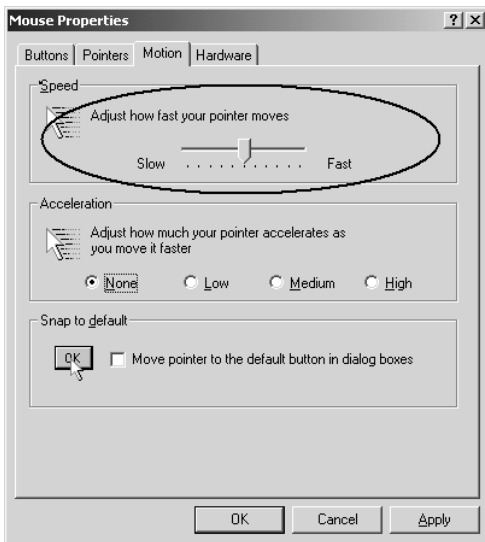 Mouse Properties
? X
Buttons Pointers Motion Hardware
Speed
Adjust how fast your pointer moves
Slow Fast
Acceleration
Adjust how much your pointer accelerates as
you move it faster
None Low Medium High
Snap to default
OK Move pointer to the default button in dialog boxes
OK Cancel Apply